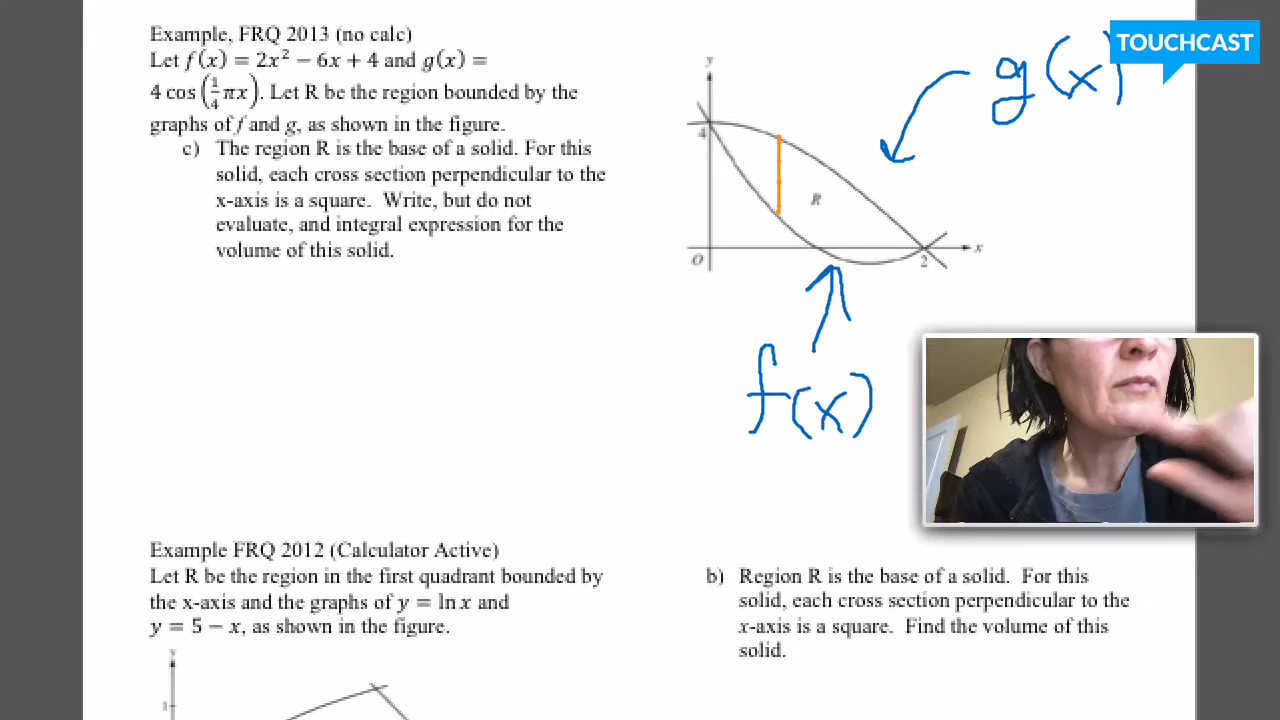 Example, FRQ 2013 (no calc)
Let f(x) = 2x² − 6x + 4 and g(x) =
4 cos (1/4 πx). Let R be the region bounded by the
graphs of f and g, as shown in the figure.
c) The region R is the base of a solid. For this
solid, each cross section perpendicular to the
x-axis is a square. Write, but do not
evaluate, and integral expression for the
volume of this solid.
TOUCHCAST
g(x)
y
4
R
O
2
x
f(x)
Example FRQ 2012 (Calculator Active)
Let R be the region in the first quadrant bounded by
the x-axis and the graphs of y = ln x and
y = 5 − x, as shown in the figure.
y
1
b) Region R is the base of a solid. For this
solid, each cross section perpendicular to the
x-axis is a square. Find the volume of this
solid.